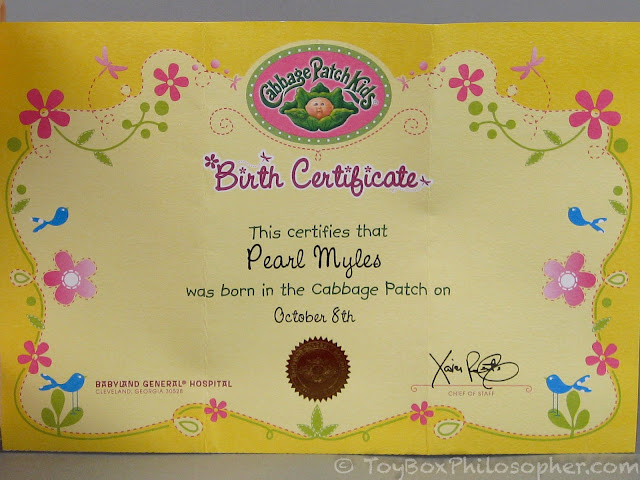 Cabbage Patch Kids
Birth Certificate
This certifies that
Pearl Myles
was born in the Cabbage Patch on
October 8th
BABYLAND GENERAL® HOSPITAL
CLEVELAND, GEORGIA 30528
CHIEF OF STAFF
© ToyBoxPhilosopher.com